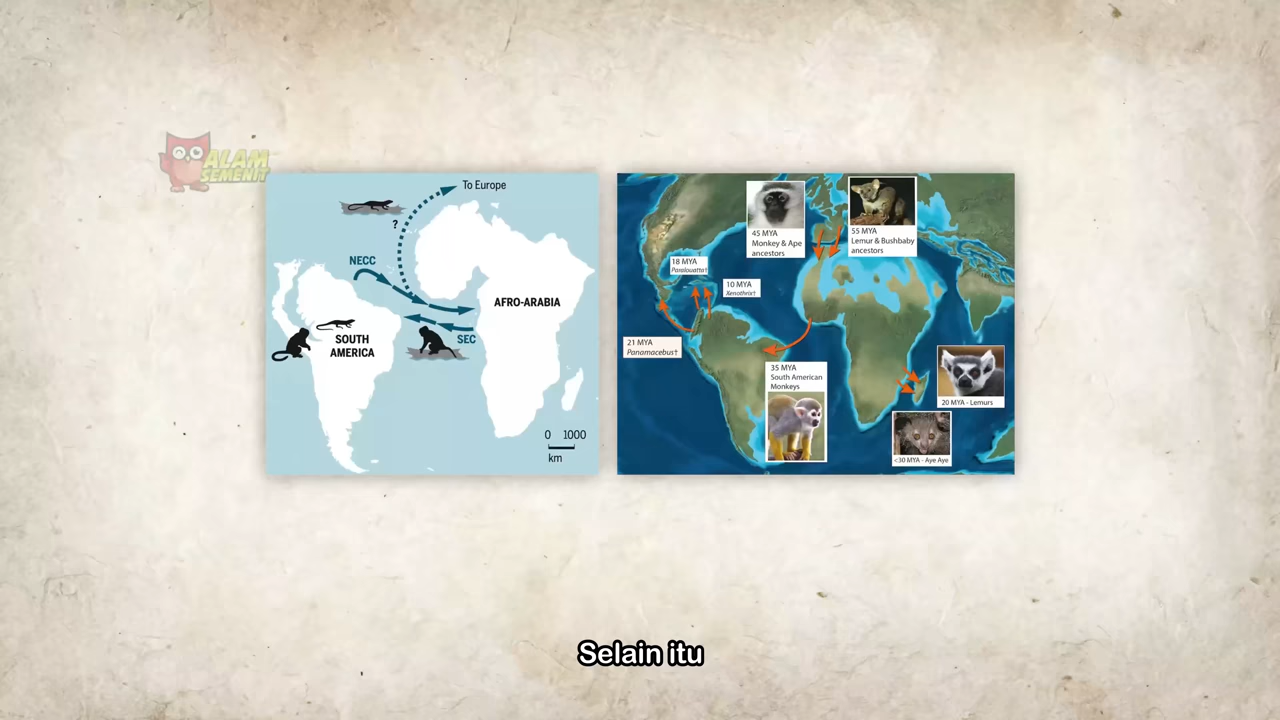 ALAM
SEMENIT
To Europe
?
NECC
AFRO-ARABIA
SEC
SOUTH
AMERICA
0 1000
km
45 MYA
Monkey & Ape
ancestors
55 MYA
Lemur & Bushbaby
ancestors
18 MYA
Paralouatta†
10 MYA
Xenothrix†
21 MYA
Panamacebus†
35 MYA
South American
Monkeys
20 MYA - Lemurs
<30 MYA - Aye Aye
Selain itu